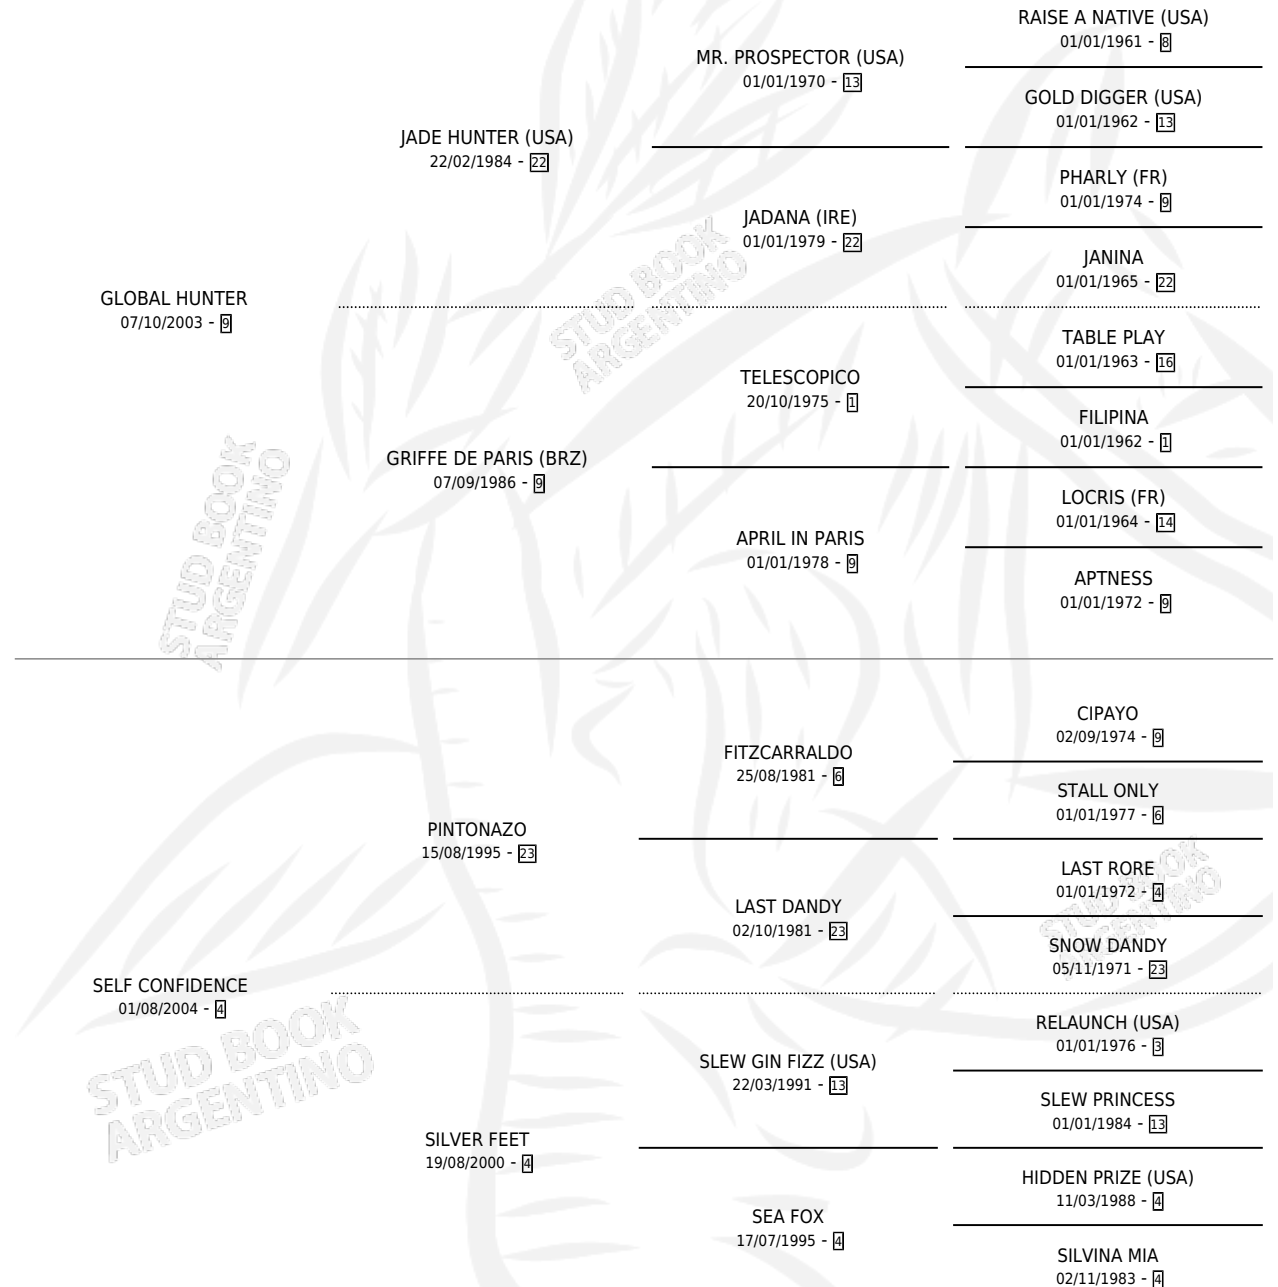 RAISE A NATIVE (USA)
01/01/1961 - 8
MR. PROSPECTOR (USA)
01/01/1970 - 13
GOLD DIGGER (USA)
01/01/1962 - 13
JADE HUNTER (USA)
22/02/1984 - 22
PHARLY (FR)
01/01/1974 - 9
JADANA (IRE)
01/01/1979 - 22
JANINA
01/01/1965 - 22
GLOBAL HUNTER
07/10/2003 - 9
TABLE PLAY
01/01/1963 - 16
TELESCOPICO
20/10/1975 - 1
FILIPINA
01/01/1962 - 1
GRIFFE DE PARIS (BRZ)
07/09/1986 - 9
LOCRIS (FR)
01/01/1964 - 14
APRIL IN PARIS
01/01/1978 - 9
APTNESS
01/01/1972 - 9
CIPAYO
02/09/1974 - 9
FITZCARRALDO
25/08/1981 - 6
STALL ONLY
01/01/1977 - 6
PINTONAZO
15/08/1995 - 23
LAST RORE
01/01/1972 - 4
LAST DANDY
02/10/1981 - 23
SNOW DANDY
05/11/1971 - 23
SELF CONFIDENCE
01/08/2004 - 4
RELAUNCH (USA)
01/01/1976 - 3
SLEW GIN FIZZ (USA)
22/03/1991 - 13
SLEW PRINCESS
01/01/1984 - 13
SILVER FEET
19/08/2000 - 4
HIDDEN PRIZE (USA)
11/03/1988 - 4
SEA FOX
17/07/1995 - 4
SILVINA MIA
02/11/1983 - 4
STUD BOOK
ARGENTINO
STUD BOOK
ARGENTINO
STUD BOOK
ARGENTINO
STUD BOOK
ARGENTINO